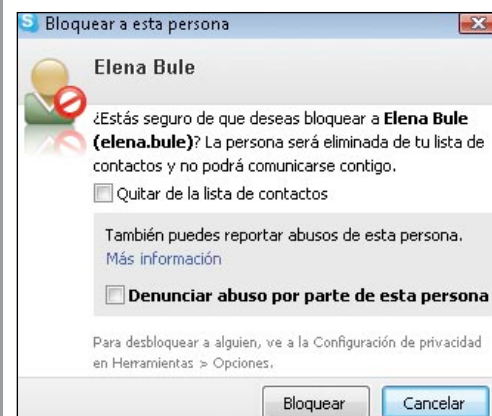 Bloquear a esta persona
Elena Bule
¿Estás seguro de que deseas bloquear a Elena Bule
(elena.bule)? La persona será eliminada de tu lista de
contactos y no podrá comunicarse contigo.
Quitar de la lista de contactos
También puedes reportar abusos de esta persona.
Más información
Denunciar abuso por parte de esta persona
Para desbloquear a alguien, ve a la Configuración de privacidad
en Herramientas > Opciones.
Bloquear Cancelar